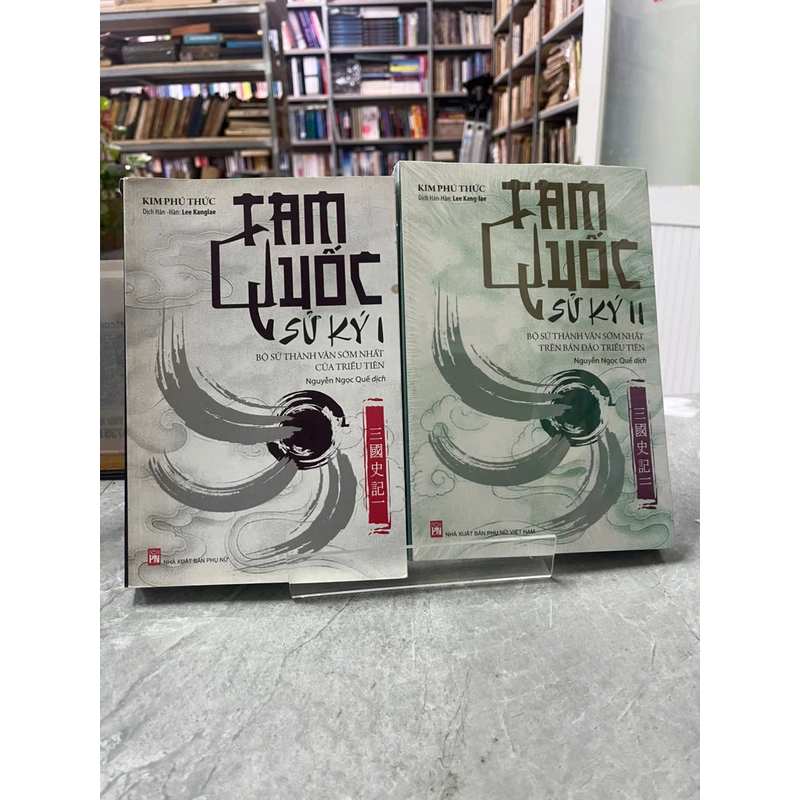 KIM PHÚ THỨC
Dịch Hán -Hàn: Lee Kanglae
TAM
QUỐC
SỬ KÝ I
BỘ SỬ THÀNH VĂN SỚM NHẤT
CỦA TRIỀU TIÊN
Nguyễn Ngọc Quế dịch
三國史記一
PN
NHÀ XUẤT BẢN PHỤ NỮ
KIM PHÚ THỨC
Dịch Hán-Hàn: Lee Kang-lae
TAM
QUỐC
SỬ KÝ II
BỘ SỬ THÀNH VĂN SỚM NHẤT
TRÊN BÁN ĐẢO TRIỀU TIÊN
Nguyễn Ngọc Quế dịch
三國史記二
PN
NHÀ XUẤT BẢN PHỤ NỮ VIỆT NAM